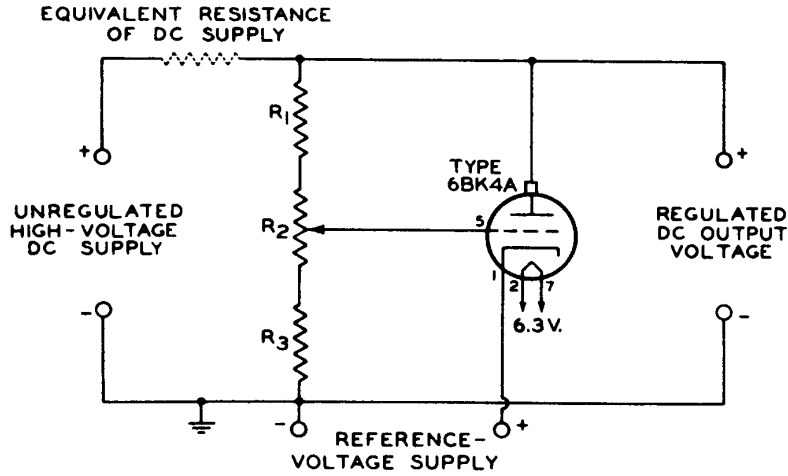 EQUIVALENT RESISTANCE
OF DC SUPPLY
R1
+
TYPE
6BK4A
+
UNREGULATED
HIGH-VOLTAGE
DC SUPPLY
R2
5
REGULATED
DC OUTPUT
VOLTAGE
1
2
7
-
6.3 V.
-
R3
-
+
REFERENCE-
VOLTAGE SUPPLY